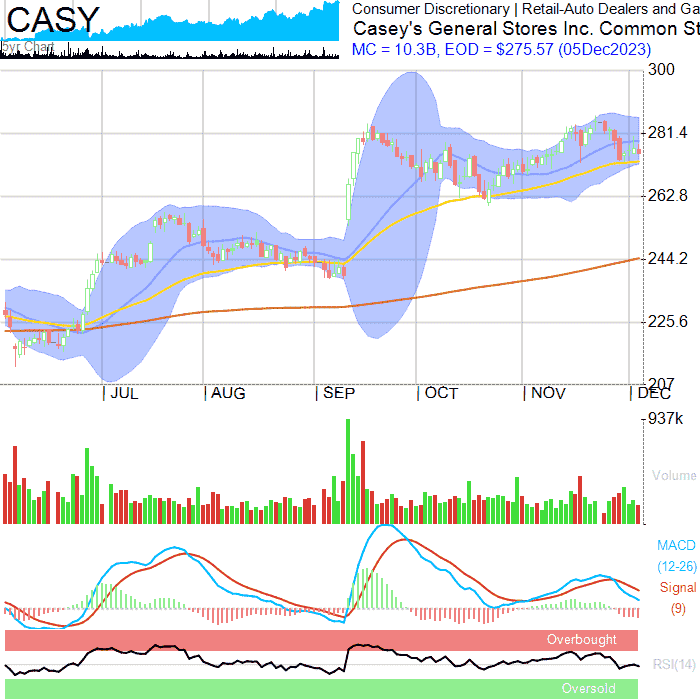 CASY
5yr Chart
Consumer Discretionary | Retail-Auto Dealers and Ga
Casey's General Stores Inc. Common St
MC = 10.3B, EOD = $275.57 (05Dec2023)
300
281.4
262.8
244.2
225.6
207
JUL AUG SEP OCT NOV DEC
937k
Volume
MACD
(12-26)
Signal
(9)
Overbought
RSI(14)
Oversold